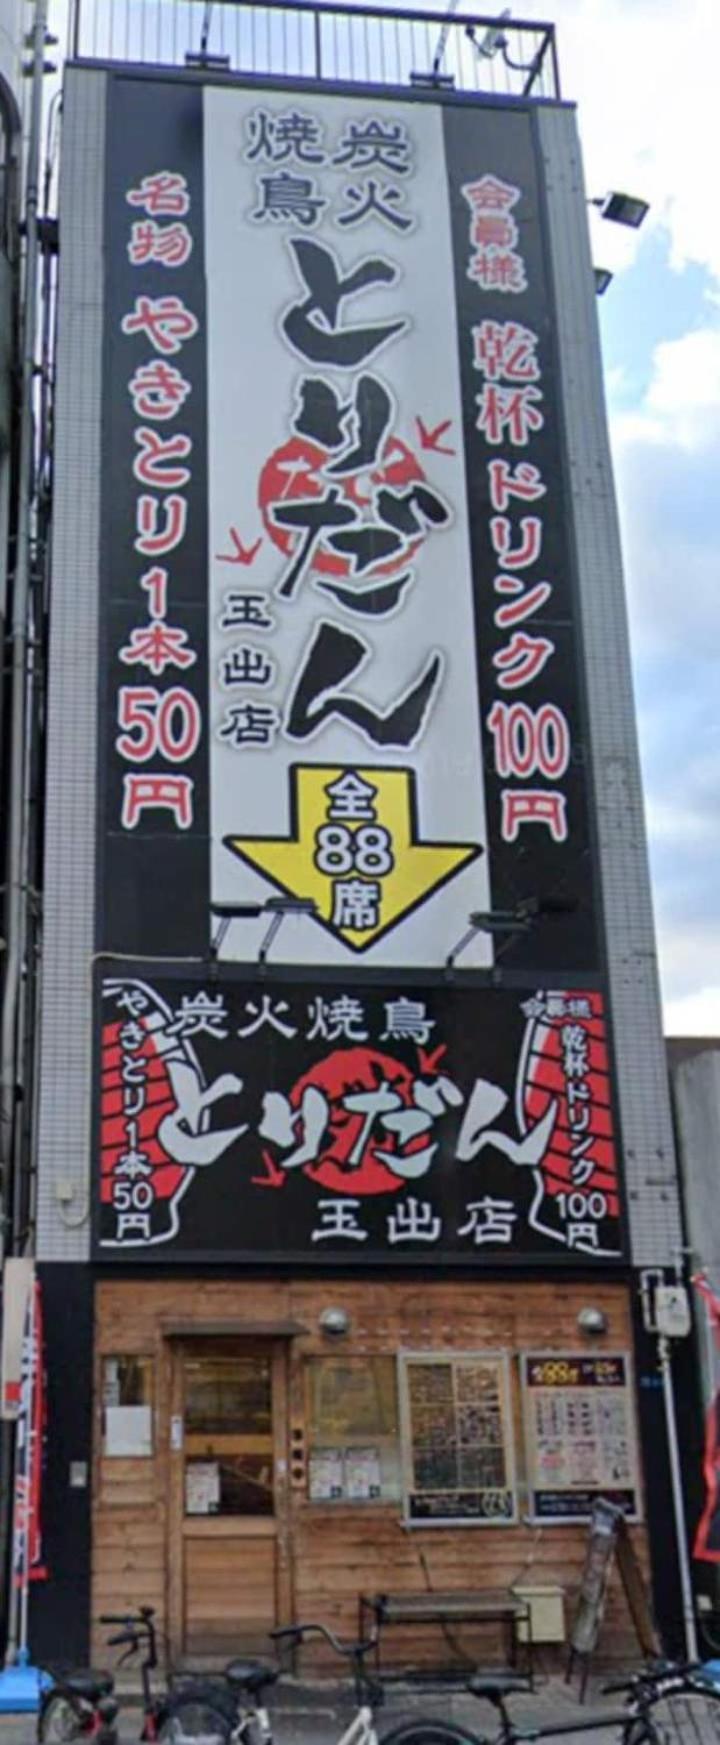 会員様 乾杯ドリンク100円
炭火
焼鳥
とりだん
玉出店
名物 やきとり1本50円
全
88
席
炭火焼鳥
とりだん
玉出店
やきとり1本50円
会員様 乾杯ドリンク100円